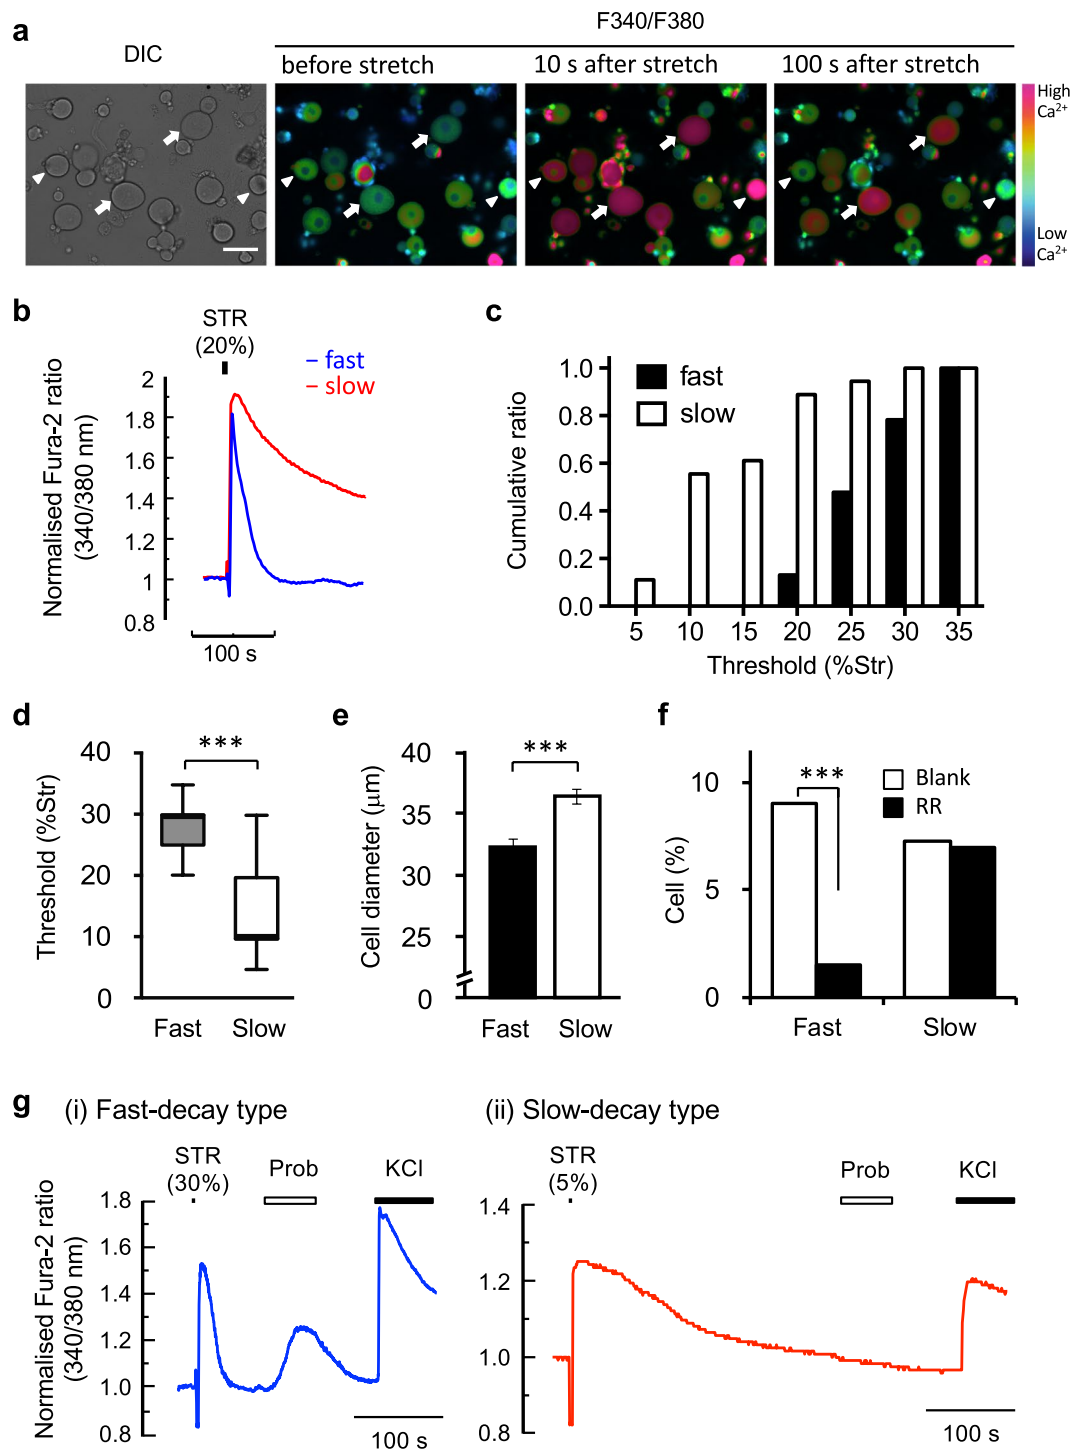 a
F340/F380
DIC
before stretch
10 s after stretch
100 s after stretch
High
Ca²⁺
Low
Ca²⁺
b
STR
(20%)
fast
slow
Normalised Fura-2 ratio
(340/380 nm)
2
1.8
1.6
1.4
1.2
1
0.8
100 s
c
fast
slow
Cumulative ratio
1.0
0.8
0.6
0.4
0.2
0.0
5 10 15 20 25 30 35
Threshold (%Str)
d
***
Threshold (%Str)
40
30
20
10
0
Fast Slow
e
***
Cell diameter (μm)
40
35
30
25
0
Fast Slow
f
***
Blank
RR
Cell (%)
10
5
0
Fast Slow
g
(i) Fast-decay type
STR
(30%)
Prob
KCl
Normalised Fura-2 ratio
(340/380 nm)
1.8
1.6
1.4
1.2
1.0
0.8
100 s
(ii) Slow-decay type
STR
(5%)
Prob
KCl
1.4
1.2
1.0
0.8
100 s